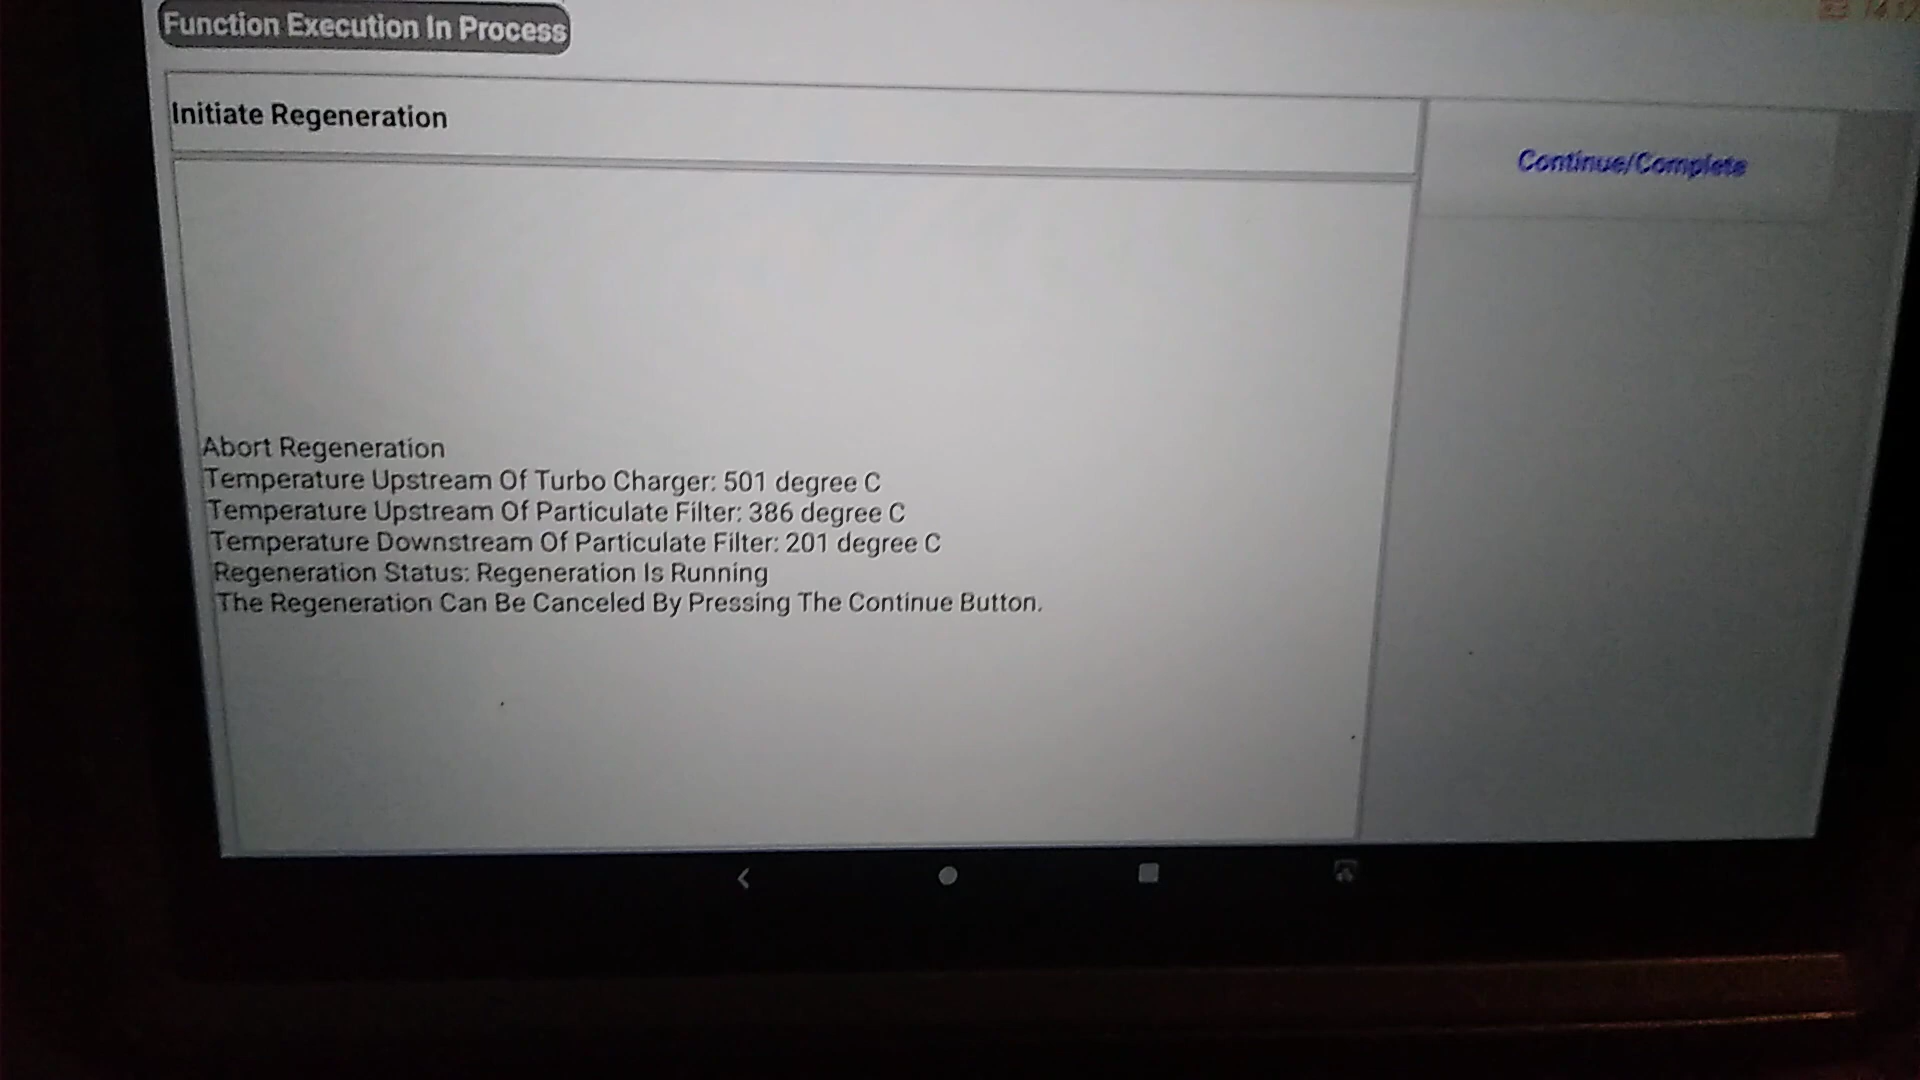 Function Execution In Process
Initiate Regeneration
Continue/Complete
Abort Regeneration
Temperature Upstream Of Turbo Charger: 501 degree C
Temperature Upstream Of Particulate Filter: 386 degree C
Temperature Downstream Of Particulate Filter: 201 degree C
Regeneration Status: Regeneration Is Running
The Regeneration Can Be Canceled By Pressing The Continue Button.